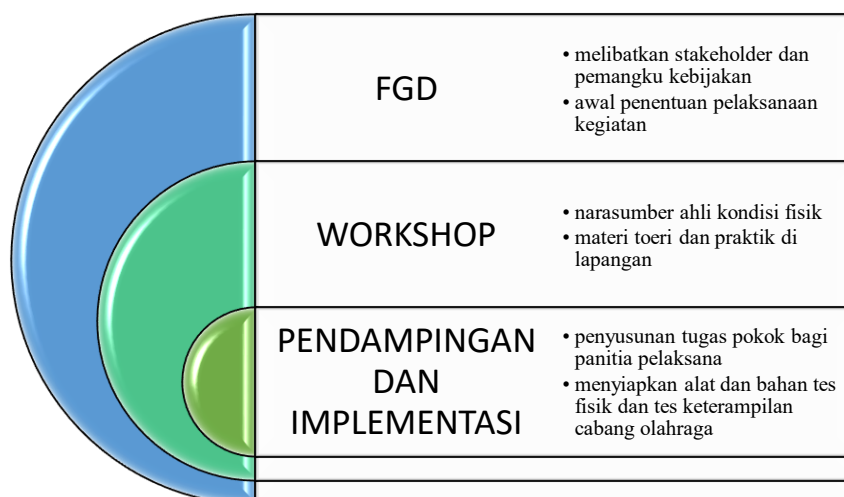 FGD
• melibatkan stakeholder dan
pemangku kebijakan
• awal penentuan pelaksanaan
kegiatan
WORKSHOP
• narasumber ahli kondisi fisik
• materi toeri dan praktik di
lapangan
PENDAMPINGAN
DAN
IMPLEMENTASI
• penyusunan tugas pokok bagi
panitia pelaksana
• menyiapkan alat dan bahan tes
fisik dan tes keterampilan
cabang olahraga